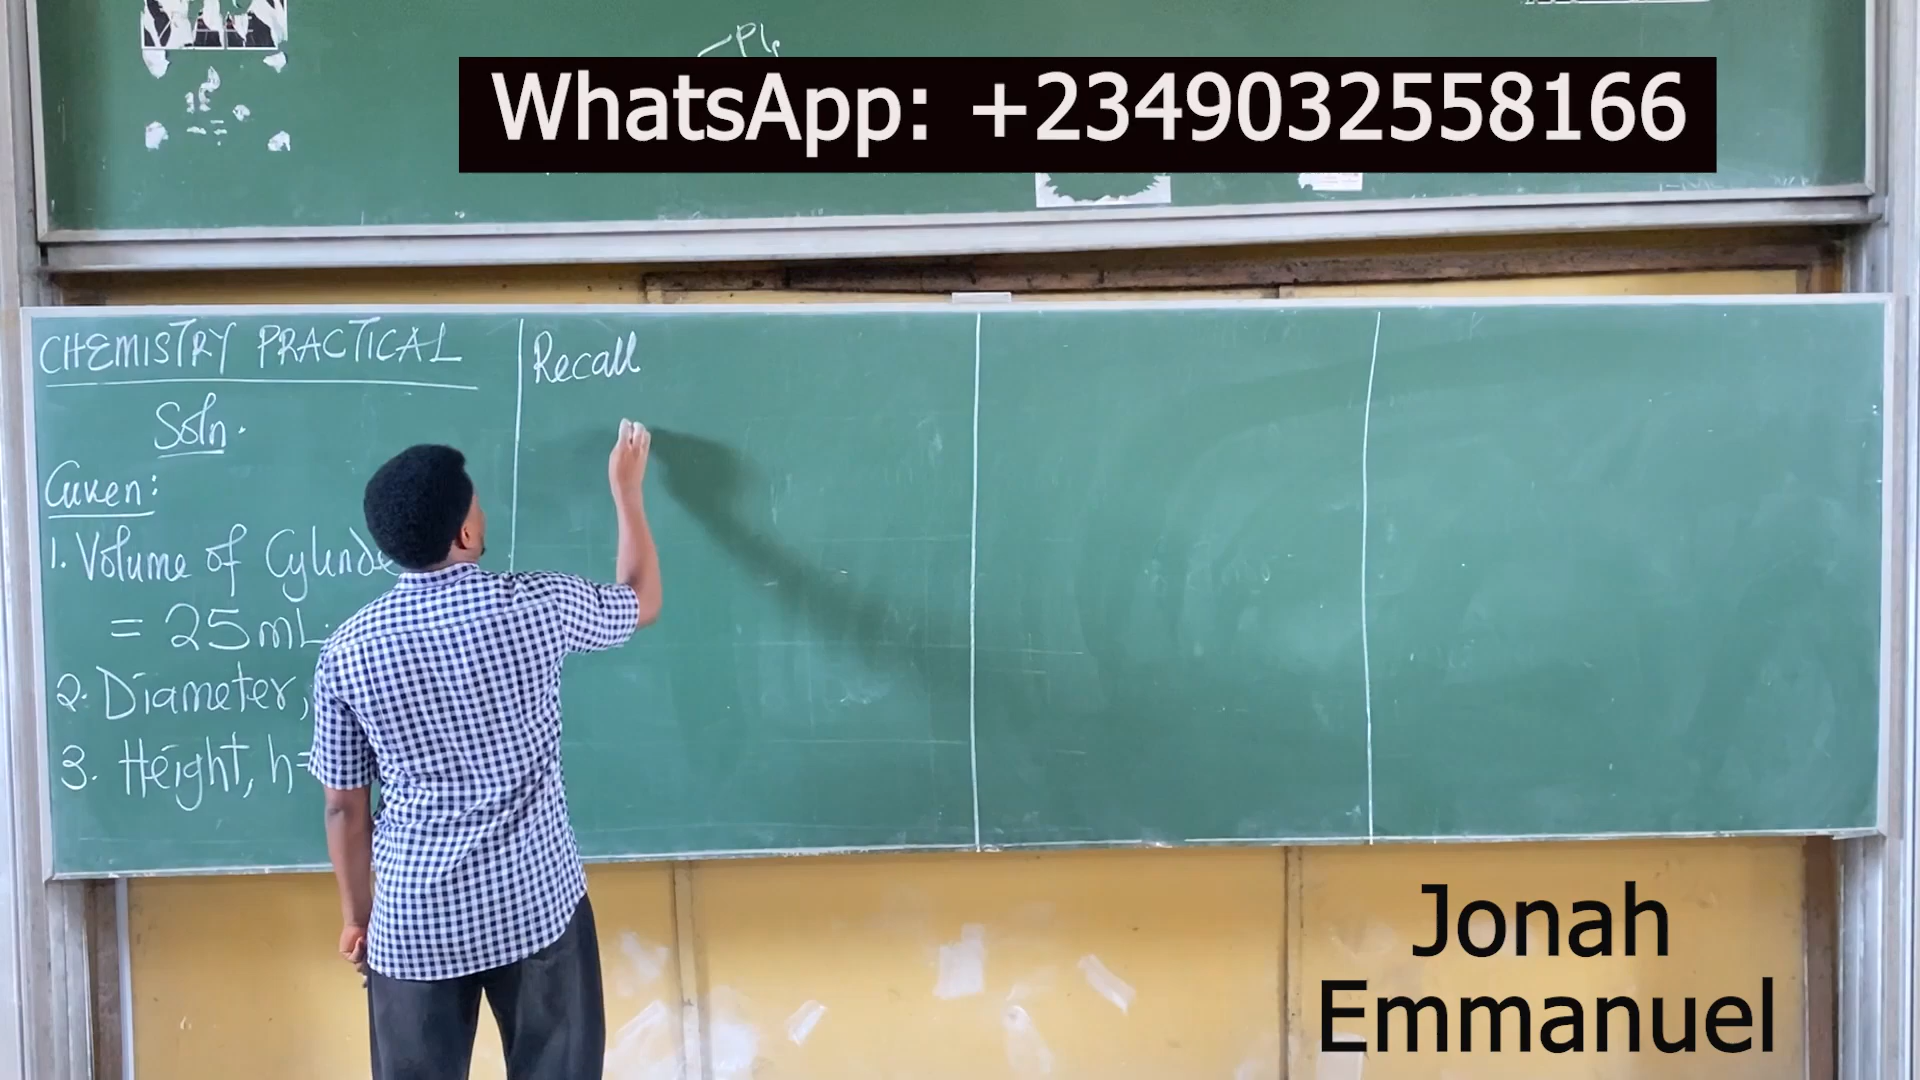 WhatsApp: +2349032558166
CHEMISTRY PRACTICAL
Soln.
Given:
1. Volume of Cylinde
= 25mL
2. Diameter,
3. Height, h=
Recall
Jonah
Emmanuel